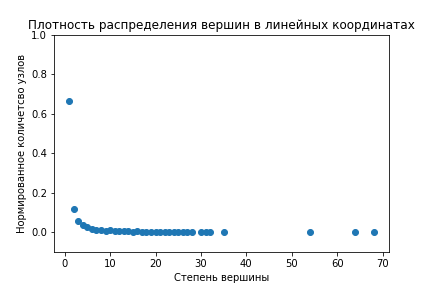 Плотность распределения вершин в линейных координатах
1.0
0.8
0.6
0.4
0.2
0.0
Нормированное количетсво узлов
0 10 20 30 40 50 60 70
Степень вершины